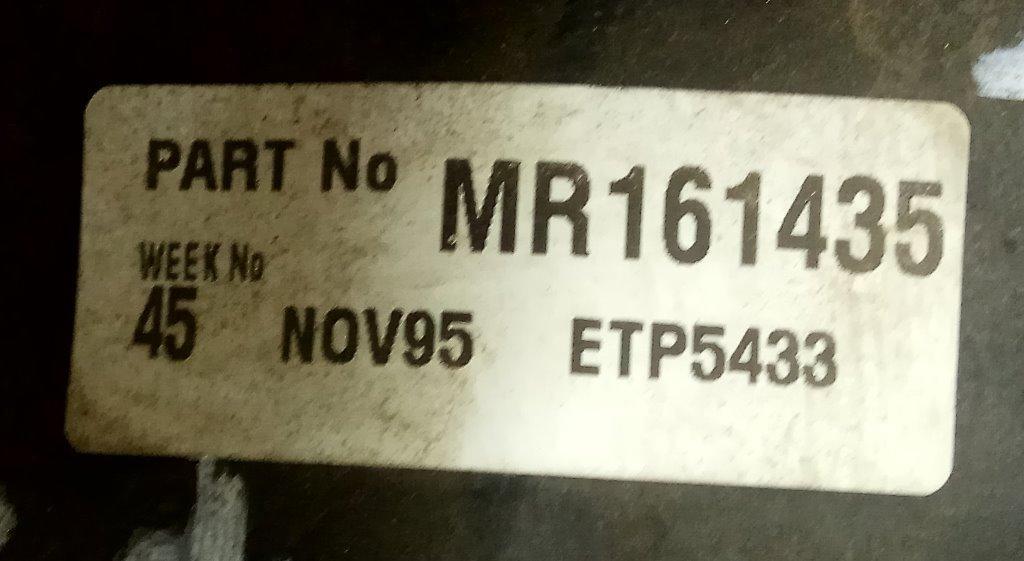 PART No MR161435
WEEK No
45 NOV95 ETP5433